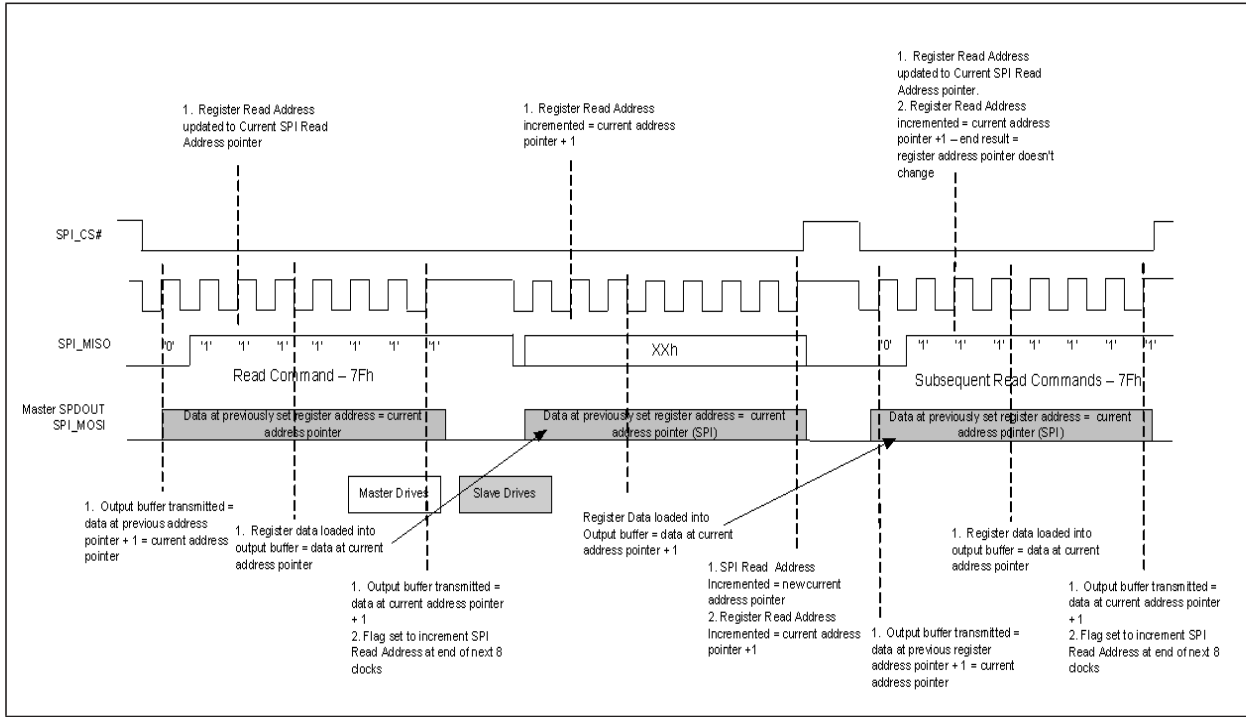 1. Register Read Address
updated to Current SPI Read
Address pointer
1. Register Read Address
incremented = current address
pointer + 1
1. Register Read Address
updated to Current SPI Read
Address pointer.
2. Register Read Address
incremented = current address
pointer +1 – end result =
register address pointer doesn't
change
SPI_CS#
SPI_MISO
'0' '1' '1' '1' '1' '1' '1' '1'
XXh
'0' '1' '1' '1' '1' '1' '1' '1'
Read Command – 7Fh
Subsequent Read Commands – 7Fh
Master SPDOUT
SPI_MOSI
Data at previously set register address = current
address pointer
Data at previously set register address = current
address pointer (SPI)
Data at previously set register address = current
address pointer (SPI)
Master Drives
Slave Drives
1. Output buffer transmitted =
data at previous address
pointer + 1 = current address
pointer
1. Register data loaded into
output buffer = data at current
address pointer
1. Output buffer transmitted =
data at current address pointer
+ 1
2. Flag set to increment SPI
Read Address at end of next 8
clocks
Register Data loaded into
Output buffer = data at current
address pointer + 1
1. SPI Read Address
Incremented = new current
address pointer
2. Register Read Address
Incremented = current address
pointer +1
1. Output buffer transmitted =
data at previous register
address pointer + 1 = current
address pointer
1. Register data loaded into
output buffer = data at current
address pointer
1. Output buffer transmitted =
data at current address pointer
+ 1
2. Flag set to increment SPI
Read Address at end of next 8
clocks